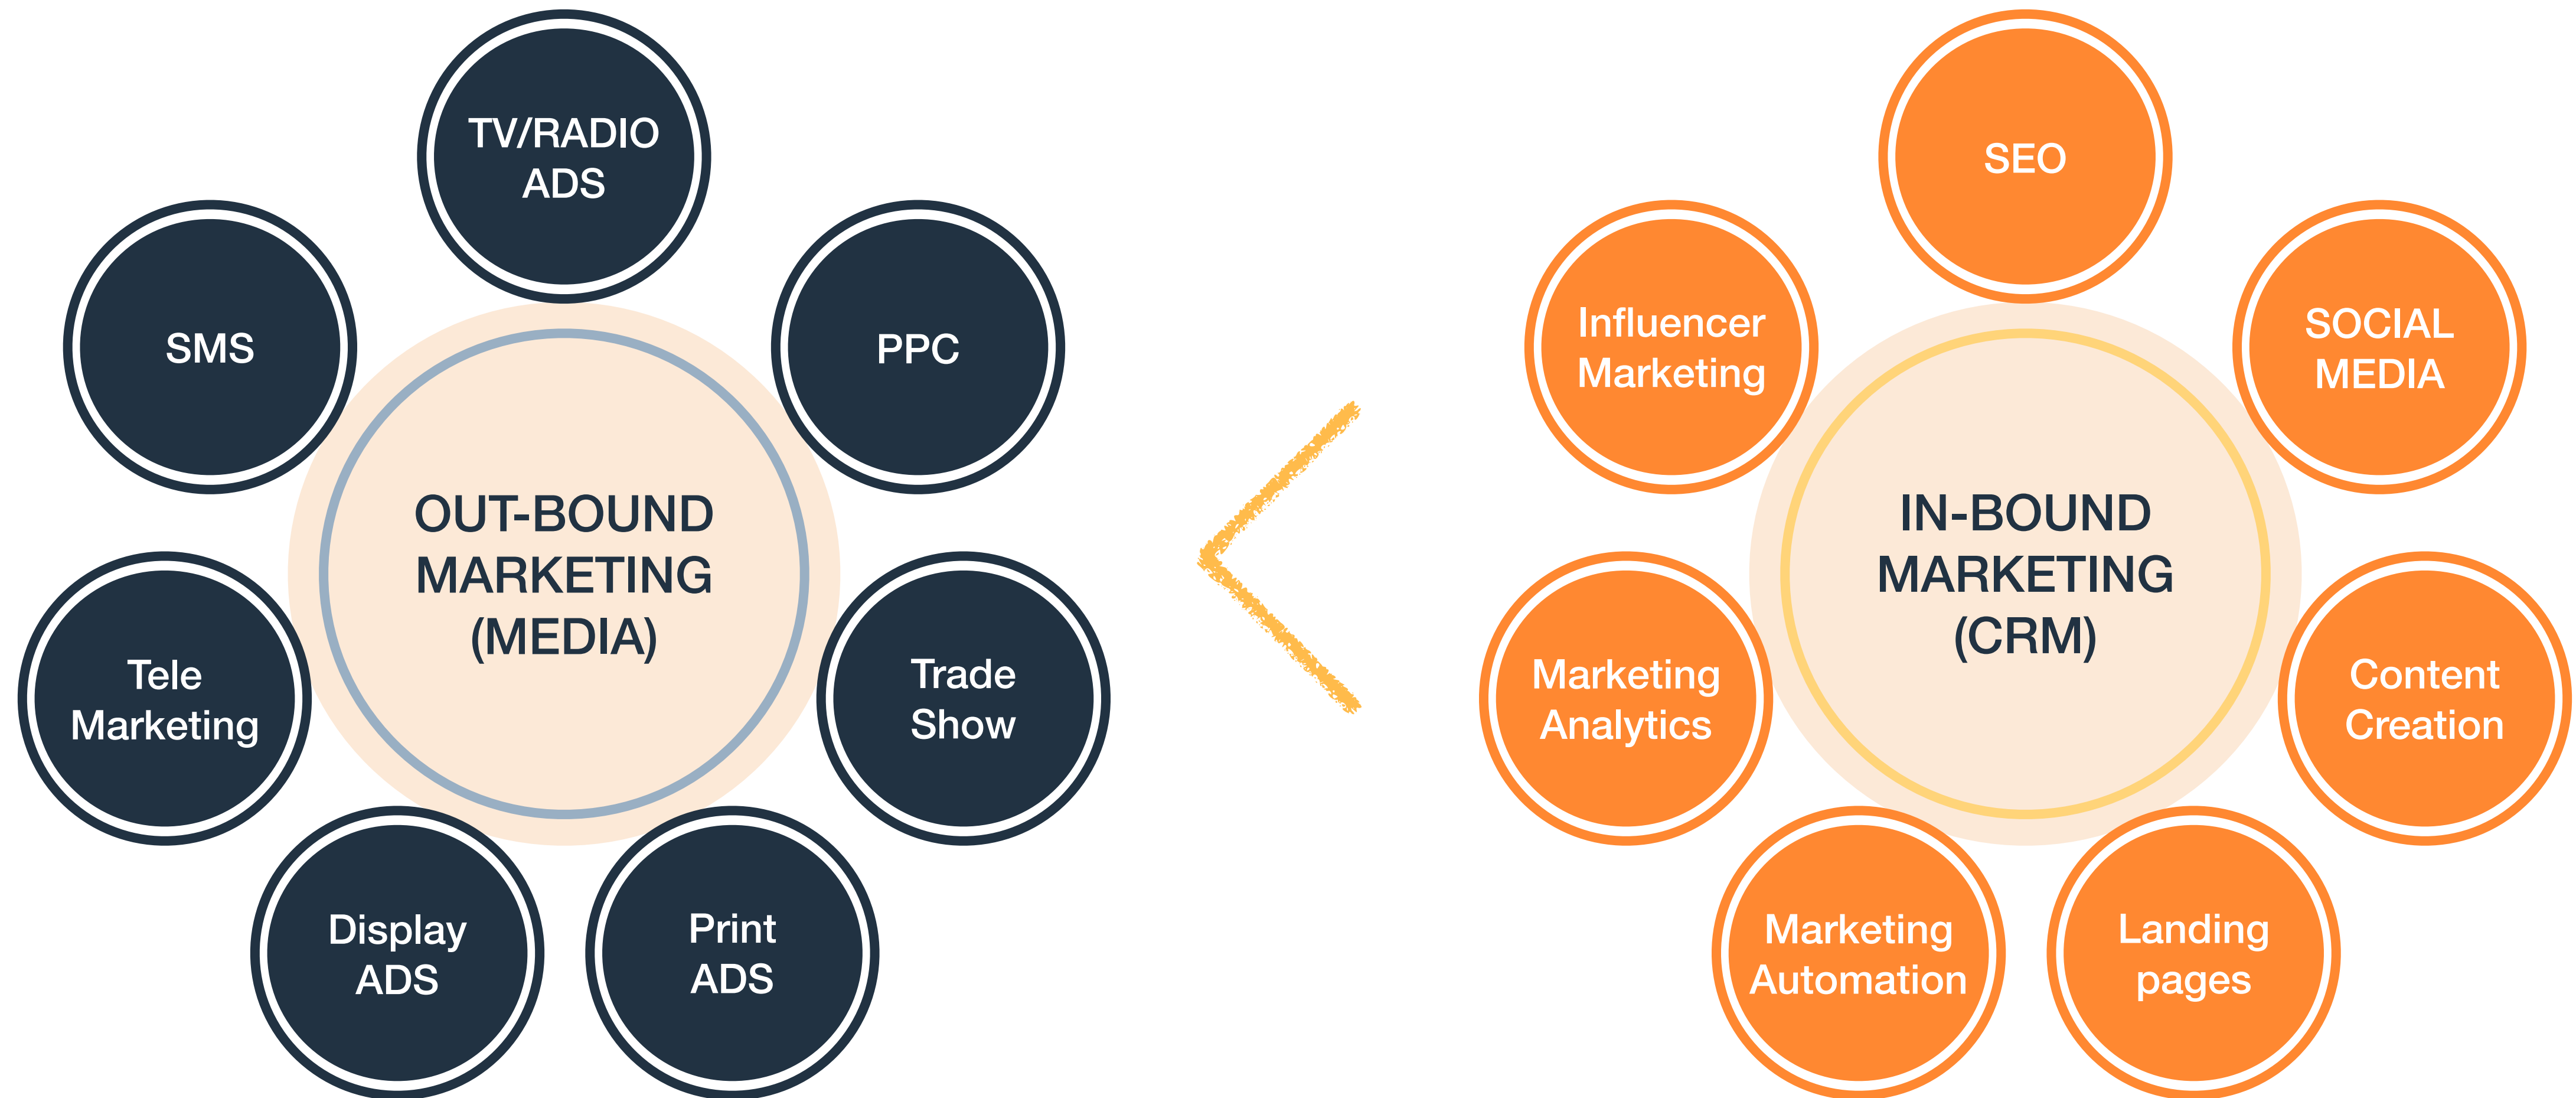 TV/RADIO
ADS
SMS
PPC
OUT-BOUND
MARKETING
(MEDIA)
Tele
Marketing
Trade
Show
Display
ADS
Print
ADS
<
SEO
Influencer
Marketing
SOCIAL
MEDIA
IN-BOUND
MARKETING
(CRM)
Marketing
Analytics
Content
Creation
Marketing
Automation
Landing
pages